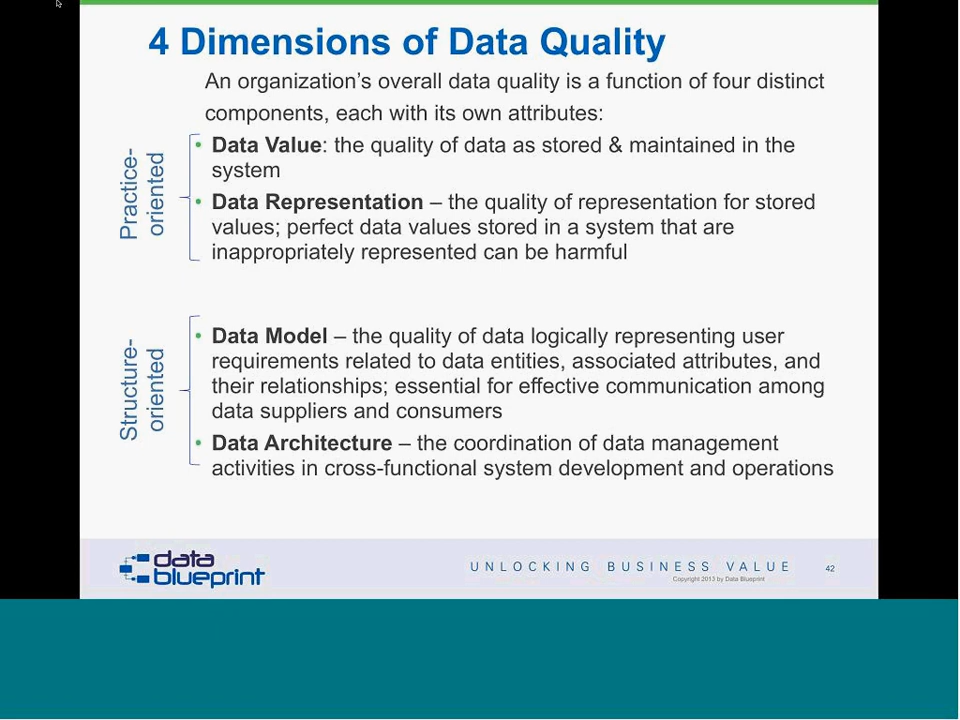 4 Dimensions of Data Quality
An organization's overall data quality is a function of four distinct
components, each with its own attributes:
Practice-
oriented
• Data Value: the quality of data as stored & maintained in the
system
• Data Representation – the quality of representation for stored
values; perfect data values stored in a system that are
inappropriately represented can be harmful
Structure-
oriented
• Data Model – the quality of data logically representing user
requirements related to data entities, associated attributes, and
their relationships; essential for effective communication among
data suppliers and consumers
• Data Architecture – the coordination of data management
activities in cross-functional system development and operations
data
blueprint
UNLOCKING BUSINESS VALUE
42
Copyright 2013 by Data Blueprint